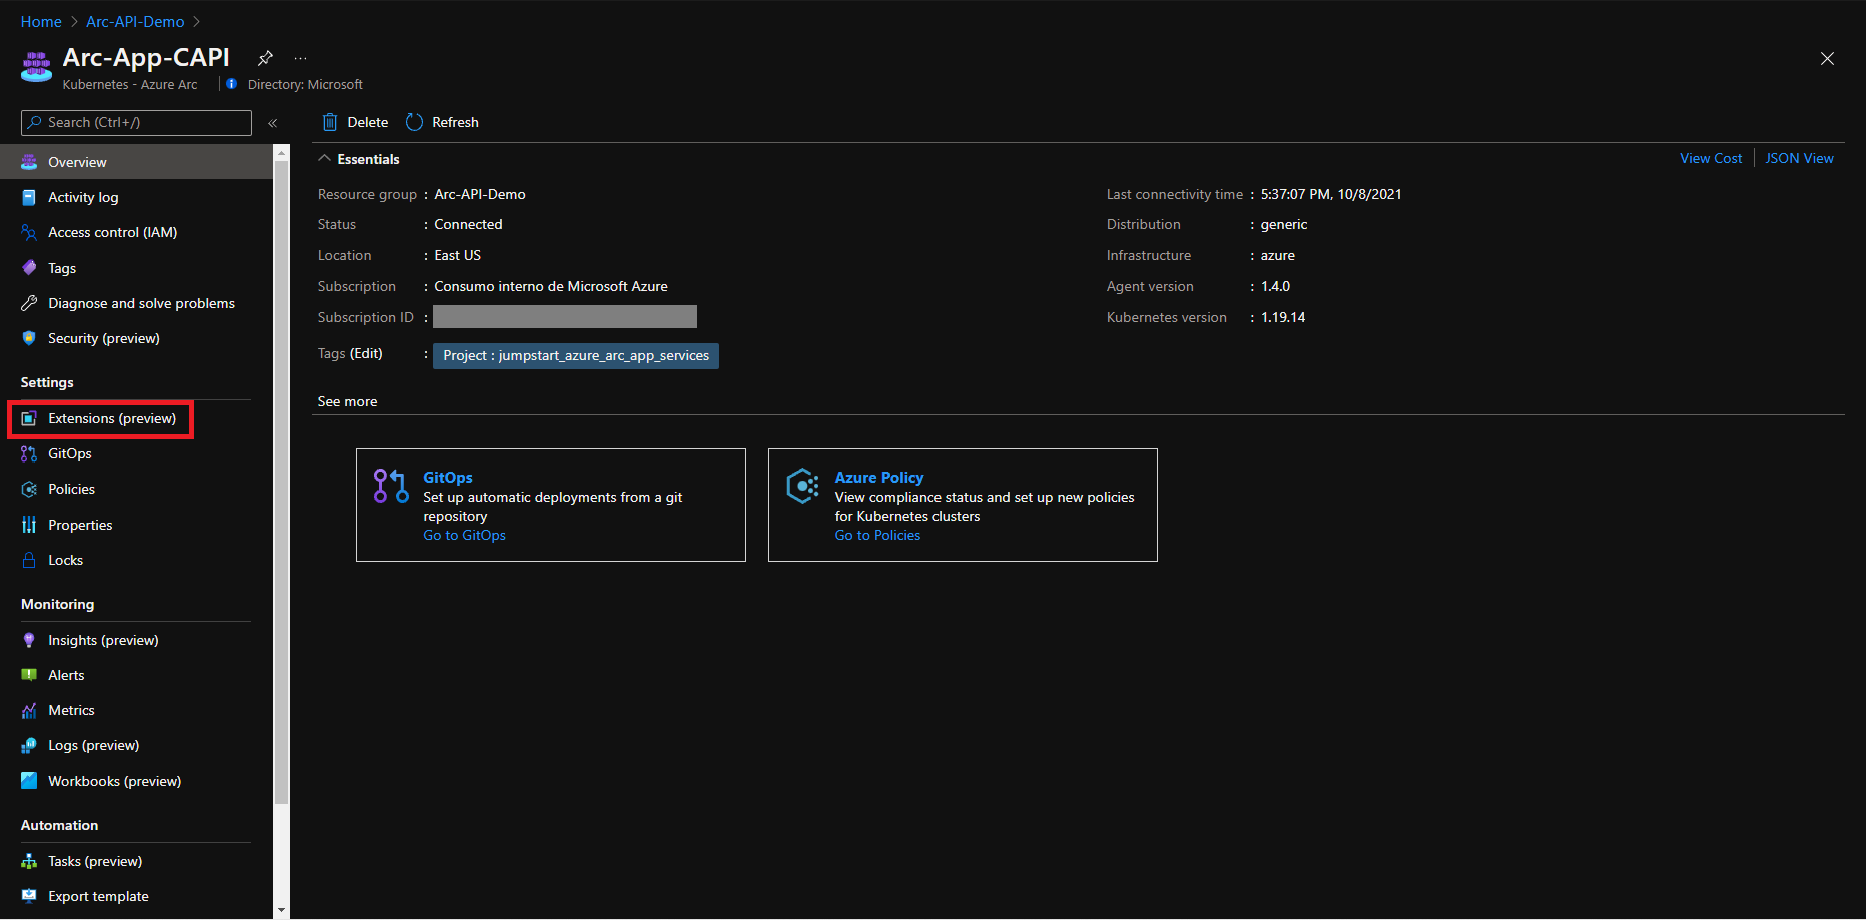 Home > Arc-API-Demo >
Arc-App-CAPI ...
Kubernetes - Azure Arc | Directory: Microsoft
Search (Ctrl+/) «
Overview
Activity log
Access control (IAM)
Tags
Diagnose and solve problems
Security (preview)
Settings
Extensions (preview)
GitOps
Policies
Properties
Locks
Monitoring
Insights (preview)
Alerts
Metrics
Logs (preview)
Workbooks (preview)
Automation
Tasks (preview)
Export template
Delete Refresh
Essentials
View Cost JSON View
Resource group : Arc-API-Demo
Status : Connected
Location : East US
Subscription : Consumo interno de Microsoft Azure
Subscription ID :
Tags (Edit) : Project : jumpstart_azure_arc_app_services
See more
Last connectivity time : 5:37:07 PM, 10/8/2021
Distribution : generic
Infrastructure : azure
Agent version : 1.4.0
Kubernetes version : 1.19.14
GitOps
Set up automatic deployments from a git
repository
Go to GitOps
Azure Policy
View compliance status and set up new policies
for Kubernetes clusters
Go to Policies